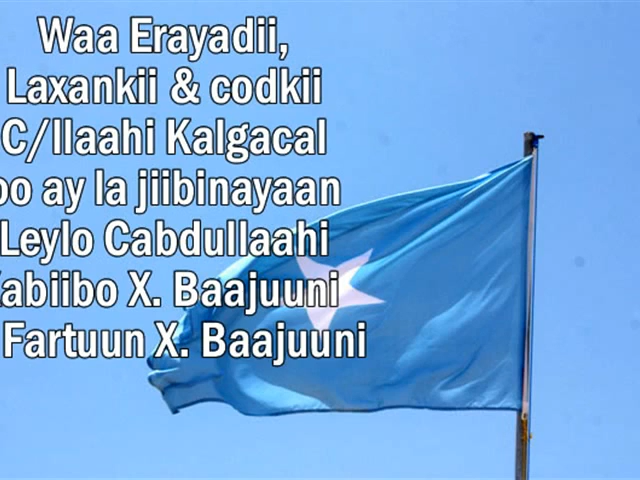 Waa Erayadii,
Laxankii & codkii
C/llaahi Kalgacal
oo ay la jiibinayaan
Leylo Cabdullaahi
X. Baajuuni
Fartuun X. Baajuuni